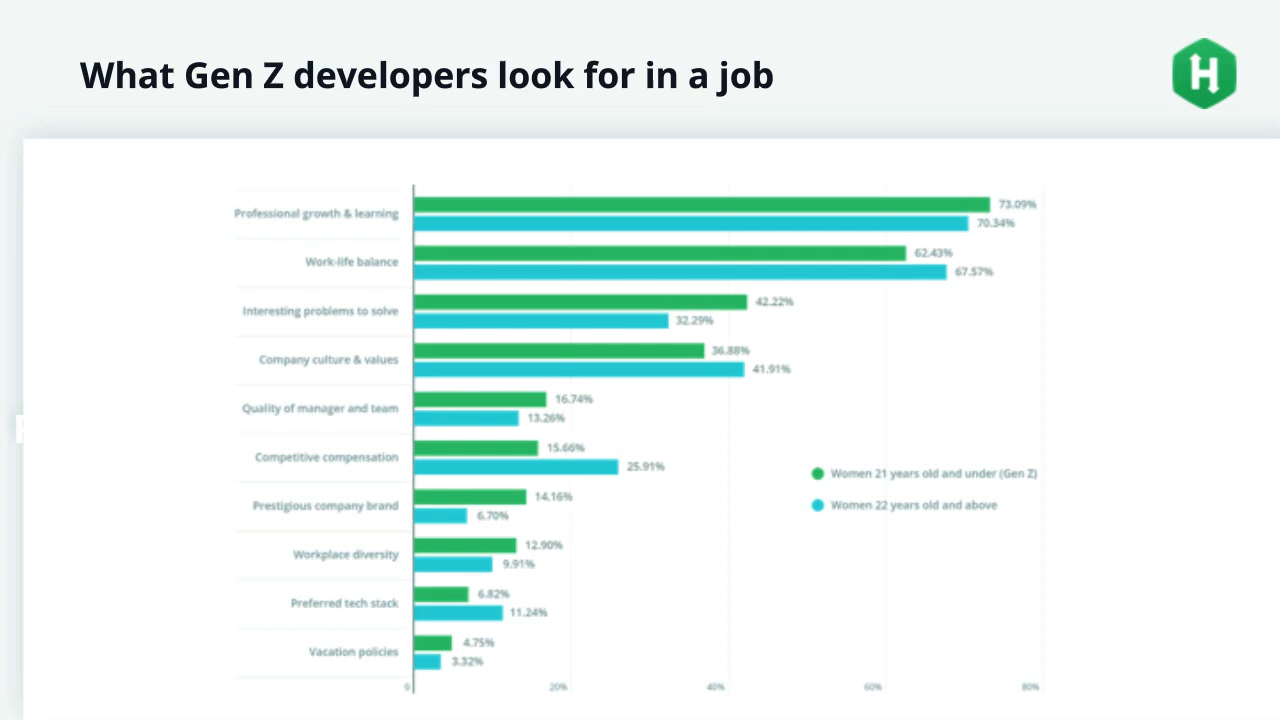 What Gen Z developers look for in a job
H
Professional growth & learning
73.09%
70.34%
Work-life balance
62.43%
67.57%
Interesting problems to solve
42.22%
32.29%
Company culture & values
36.88%
41.91%
Quality of manager and team
16.74%
13.26%
Competitive compensation
15.66%
25.91%
Prestigious company brand
14.16%
6.70%
Workplace diversity
12.90%
9.91%
Preferred tech stack
6.82%
11.24%
Vacation policies
4.75%
3.32%
Women 21 years old and under (Gen Z)
Women 22 years old and above
0 20% 40% 60% 80%